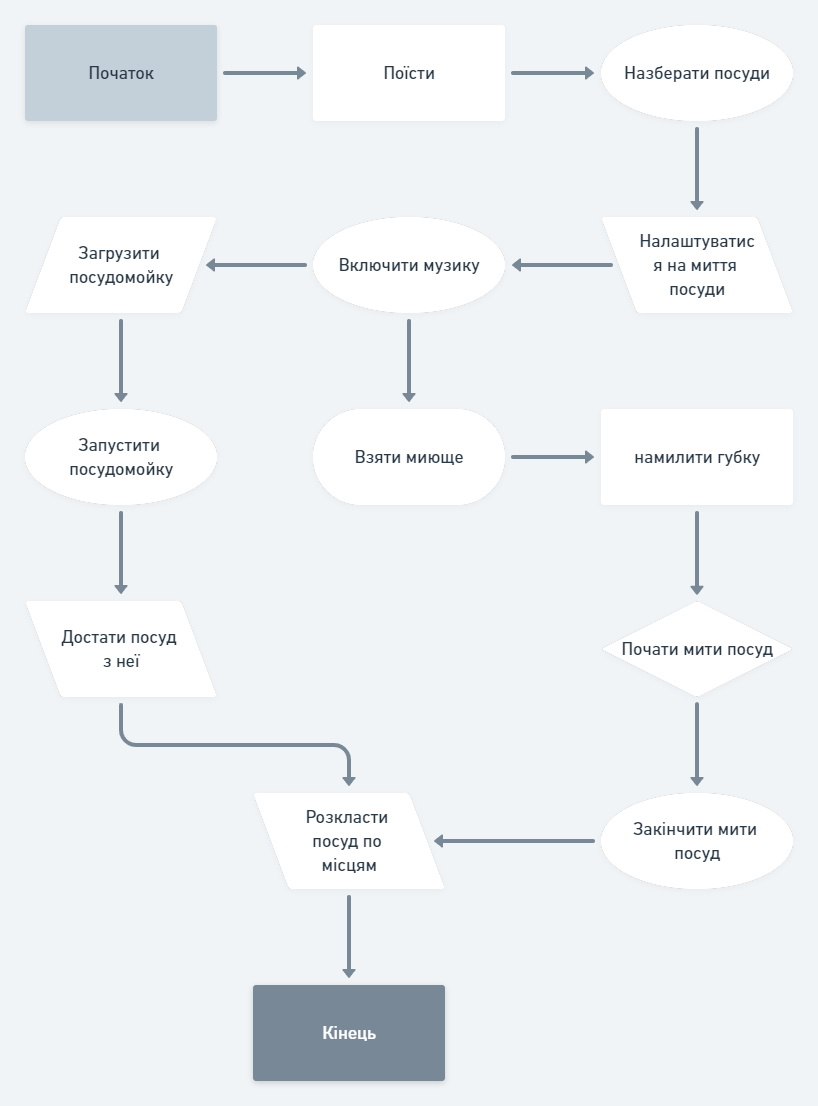 Початок
Поїсти
Назберати посуди
Загрузити
посудомойку
Включити музику
Налаштуватис
я на миття
посуди
Запустити
посудомойку
Взяти миюще
намилити губку
Достати посуд
з неї
Почати мити посуд
Розкласти
посуд по
місцям
Закінчити мити
посуд
Кінець